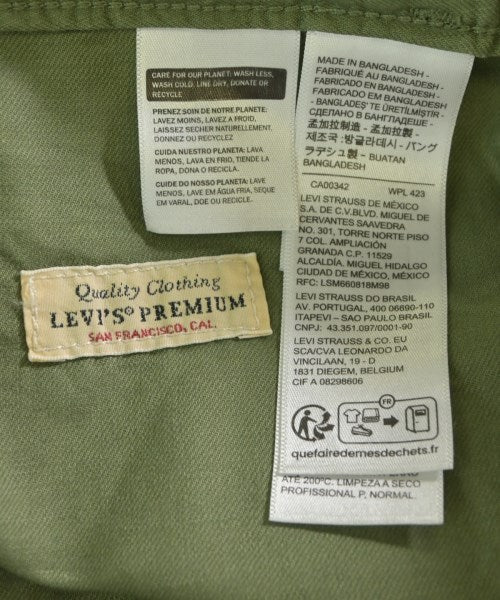 CARE FOR OUR PLANET: WASH LESS,
WASH COLD, LINE DRY, DONATE OR
RECYCLE
PRENEZ SOIN DE NOTRE PLANETE:
LAVEZ MOINS, LAVEZ A FROID,
LAISSEZ SECHER NATURELLEMENT,
DONNEZ OU RECYCLEZ
CUIDA NUESTRO PLANETA: LAVA
MENOS, LAVA EN FRIO, TIENDE LA
ROPA, DONA O RECICLA.
CUIDE DO NOSSO PLANETA: LAVE
MENOS, LAVE EM ÁGUA FRIA, SEQUE
EM VARAL, DOE OU RECICLE.
Quality Clothing
LEVI'S® PREMIUM
SAN FRANCISCO, CAL.
MADE IN BANGLADESH -
FABRIQUÉ AU BANGLADESH -
FABRICADO EN BANGLADESH -
FABRICADO EM BANGLADESH
- BANGLADEŞ'TE ÜRETİLMİŞTİR -
СДЕЛАНО В БАНГЛАДЕШЕ -
孟加拉制造 - 孟加拉製 -
제조국 :방글라데시 - バング
ラデシュ製 - BUATAN
BANGLADESH
CA00342 WPL 423
LEVI STRAUSS DE MÉXICO
S.A. DE C.V.BLVD. MIGUEL DE
CERVANTES SAAVEDRA
NO. 301, TORRE NORTE PISO
7 COL. AMPLIACIÓN
GRANADA C.P. 11529
ALCALDÍA. MIGUEL HIDALGO
CIUDAD DE MÉXICO, MÉXICO
RFC: LSM660818M98
LEVI STRAUSS DO BRASIL
AV. PORTUGAL, 400 06690-110
ITAPEVI – SAO PAULO BRASIL
CNPJ: 43.351.097/0001-90
LEVI STRAUSS & CO. EU
SCA/CVA LEONARDO DA
VINCILAAN, 19 - D
1831 DIEGEM, BELGIUM
CIF A 08298606
FR
quefairedemesdechets.fr
ATÉ 200°C. LIMPEZA A SECO
PROFISSIONAL P, NORMAL.